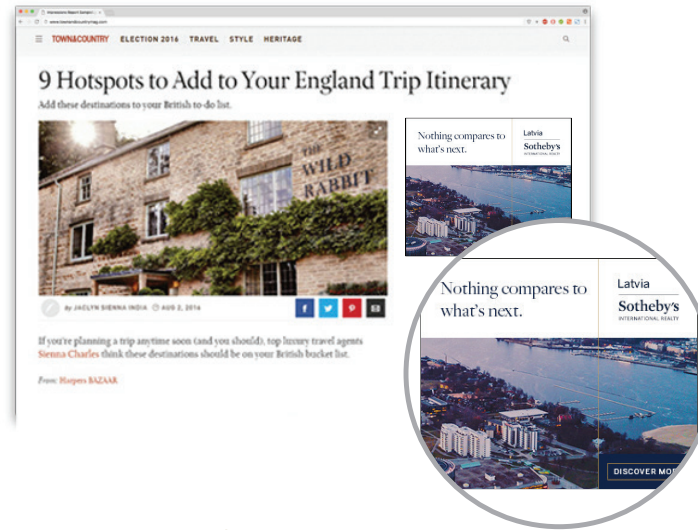 www.townandcountrymag.com
TOWN&COUNTRY ELECTION 2016 TRAVEL STYLE HERITAGE
9 Hotspots to Add to Your England Trip Itinerary
Add these destinations to your British to-do list.
THE
WILD
RABBIT
By JACLYN SIENNA INDIA AUG 2, 2016
If you're planning a trip anytime soon (and you should), top luxury travel agents
Sienna Charles think these destinations should be on your British bucket list.
From: Harpers BAZAAR
Nothing compares to
what's next.
Latvia
Sotheby's
INTERNATIONAL REALTY
Nothing compares to
what's next.
Latvia
Sotheby's
INTERNATIONAL REALTY
DISCOVER MO